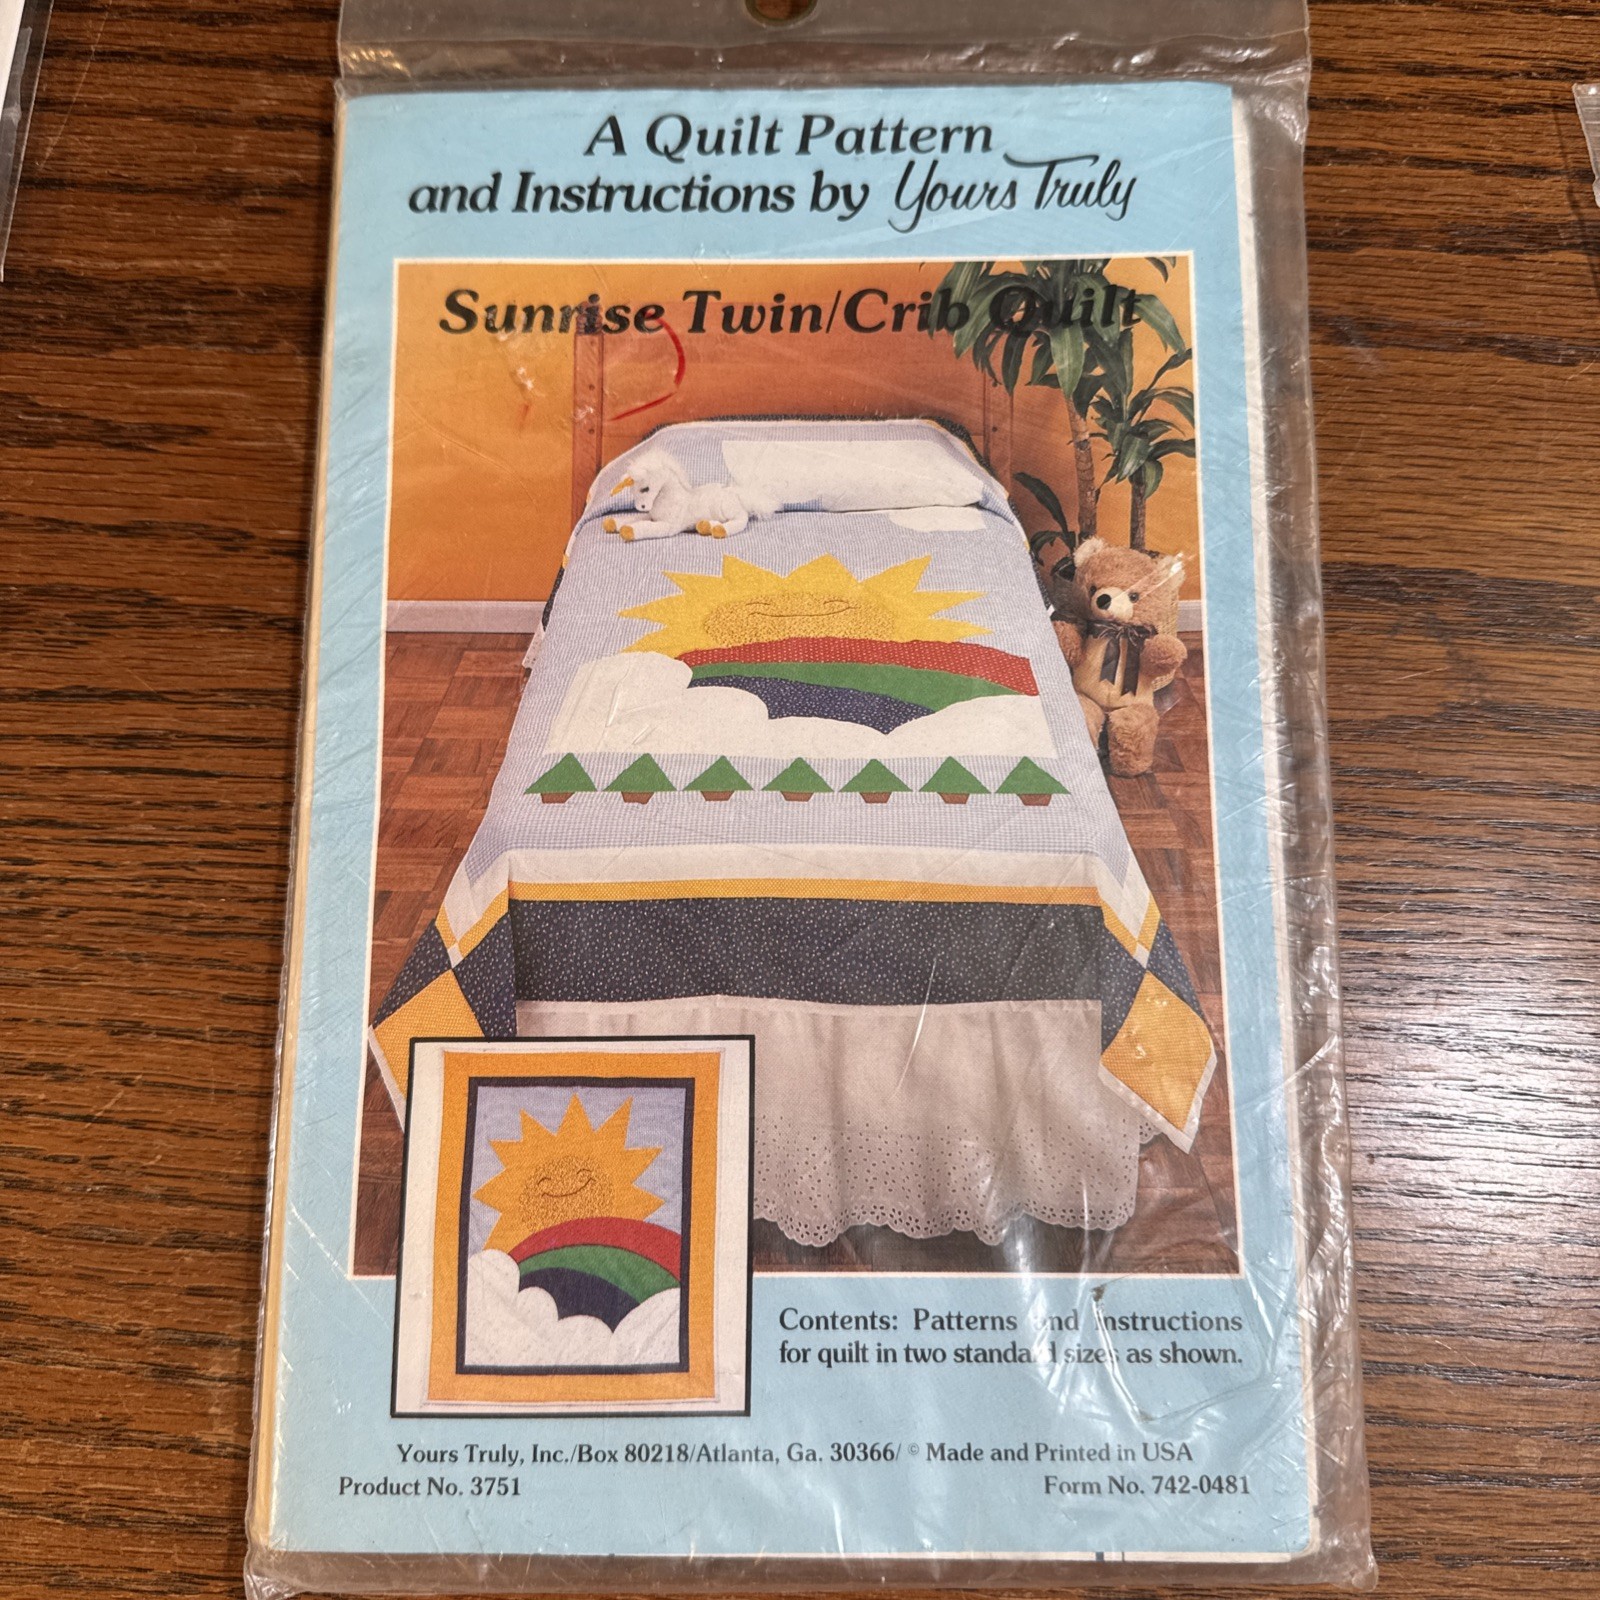 A Quilt Pattern
and Instructions by Yours Truly
Sunrise Twin/Crib Quilt
Contents: Patterns and Instructions
for quilt in two standard sizes as shown.
Yours Truly, Inc./Box 80218/Atlanta, Ga. 30366/ © Made and Printed in USA
Product No. 3751
Form No. 742-0481